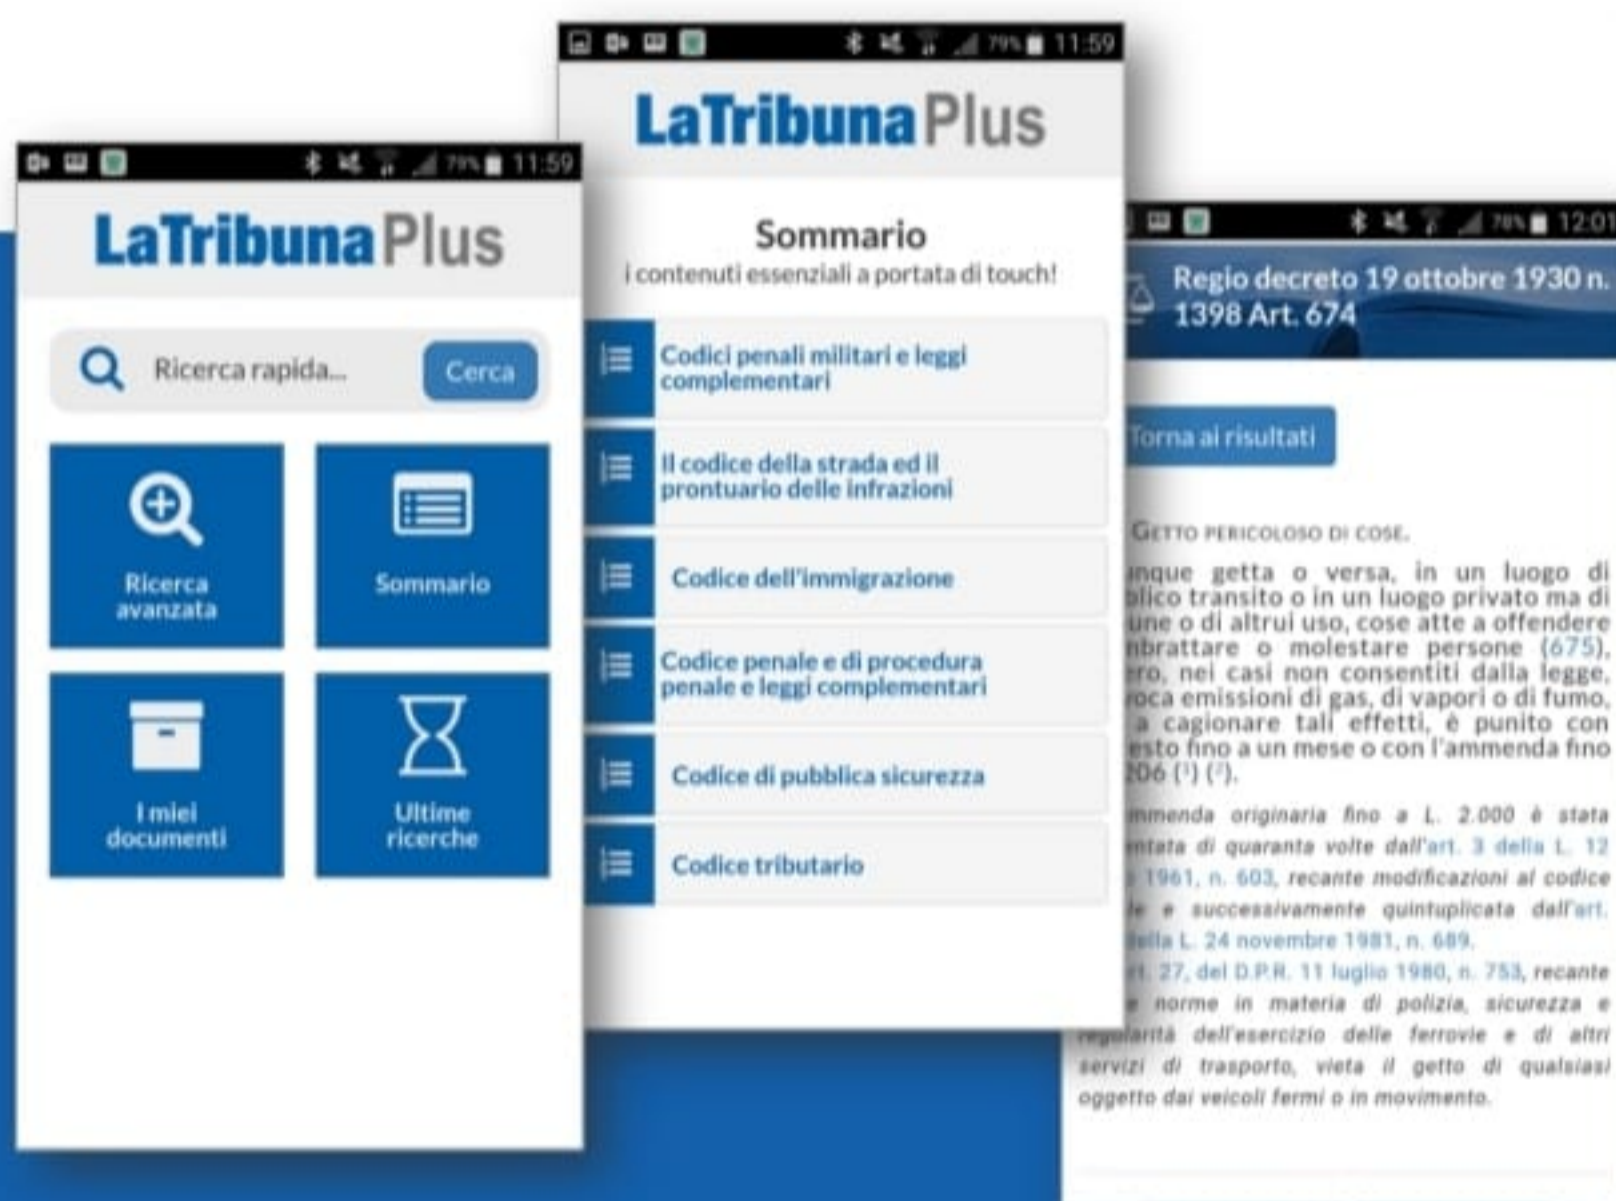 79% 11:59
LaTribuna Plus
Ricerca rapida...
Cerca
Ricerca
avanzata
Sommario
I miei
documenti
Ultime
ricerche
79% 11:59
LaTribuna Plus
Sommario
i contenuti essenziali a portata di touch!
Codici penali militari e leggi
complementari
Il codice della strada ed il
prontuario delle infrazioni
Codice dell'immigrazione
Codice penale e di procedura
penale e leggi complementari
Codice di pubblica sicurezza
Codice tributario
78% 12:01
Regio decreto 19 ottobre 1930 n.
1398 Art. 674
Torna ai risultati
GETTO PERICOLOSO DI COSE.
getta o versa, in un luogo di
transito o in un luogo privato ma di
o di altrui uso, cose atte a offendere
o molestare persone (675),
nei casi non consentiti dalla legge,
emissioni di gas, di vapori o di fumo,
a cagionare tali effetti, è punito con
fino a un mese o con l'ammenda fino
206 (¹) (²).
originaria fino a L. 2.000 è stata
di quaranta volte dall'art. 3 della L. 12
1961, n. 603, recante modificazioni al codice
e successivamente quintuplicata dall'art.
della L. 24 novembre 1981, n. 689.
27, del D.P.R. 11 luglio 1980, n. 753, recante
norme in materia di polizia, sicurezza e
regolarità dell'esercizio delle ferrovie e di altri
servizi di trasporto, vieta il getto di qualsiasi
oggetto dai veicoli fermi o in movimento.